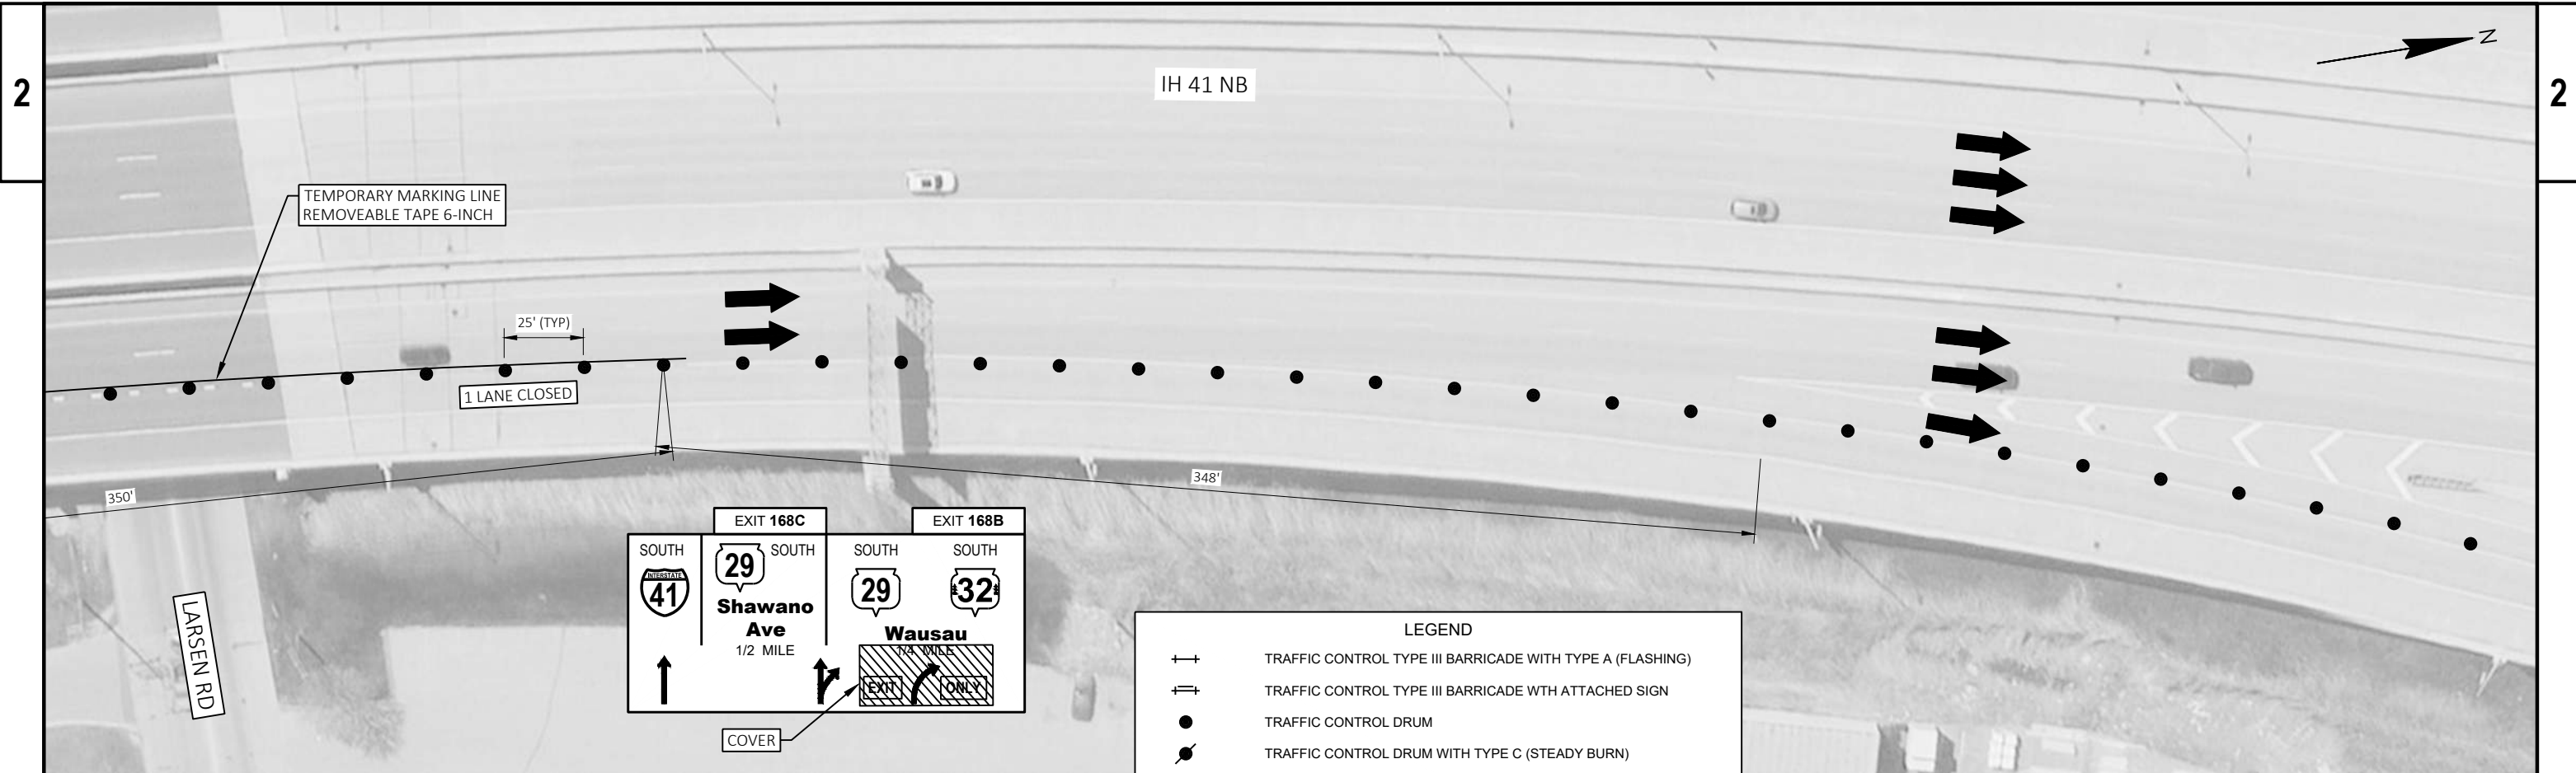 2
2
N
IH 41 NB
TEMPORARY MARKING LINE
REMOVEABLE TAPE 6-INCH
25' (TYP)
1 LANE CLOSED
350'
348'
LARSEN RD
EXIT 168C
EXIT 168B
SOUTH
INTERSTATE
41
29 SOUTH
Shawano
Ave
1/2 MILE
SOUTH SOUTH
29 32
Wausau
1/4 MILE
EXIT ONLY
COVER
LEGEND
TRAFFIC CONTROL TYPE III BARRICADE WITH TYPE A (FLASHING)
TRAFFIC CONTROL TYPE III BARRICADE WTH ATTACHED SIGN
TRAFFIC CONTROL DRUM
TRAFFIC CONTROL DRUM WITH TYPE C (STEADY BURN)